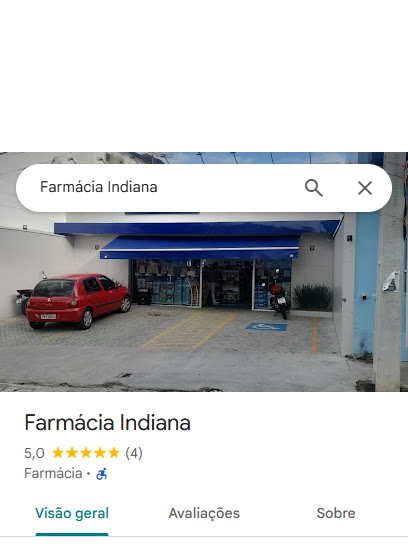 Farmácia Indiana
Farmácia Indiana
5,0 (4)
Farmácia ·
Visão geral Avaliações Sobre